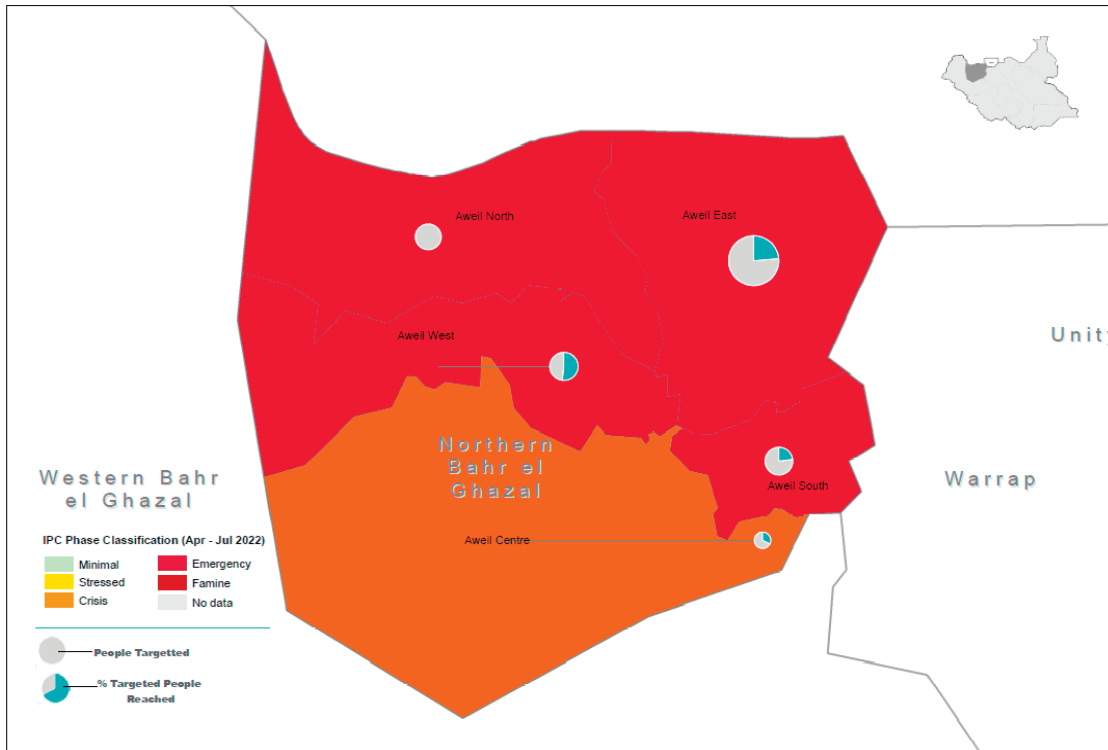 Aweil North
Aweil East
Aweil West
Unity
Northern
Bahr el
Ghazal
Western Bahr
el Ghazal
Warrap
Aweil South
Aweil Centre
IPC Phase Classification (Apr - Jul 2022)
Minimal
Emergency
Stressed
Famine
Crisis
No data
People Targetted
% Targeted People
Reached